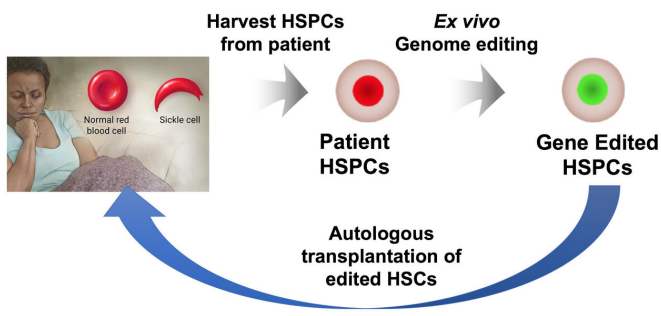 Harvest HSPCs
from patient
Ex vivo
Genome editing
Normal red
blood cell
Sickle cell
Patient
HSPCs
Gene Edited
HSPCs
Autologous
transplantation of
edited HSCs